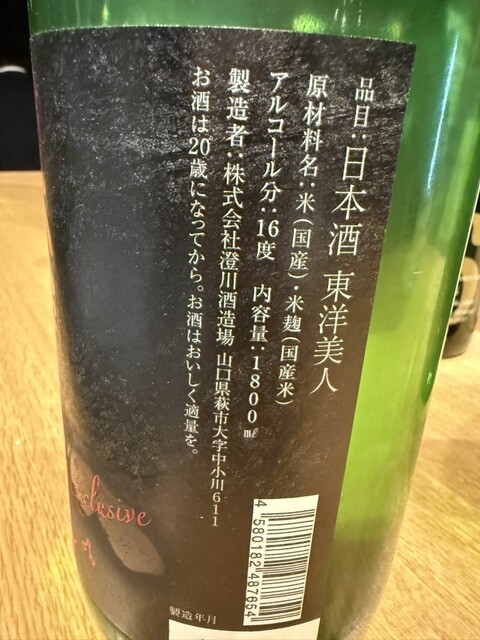 品目:日本酒 東洋美人
原材料名:米(国産)・米麹(国産米)
アルコール分:16度 内容量:1800㎖
製造者:株式会社澄川酒造場 山口県萩市大字中小川611
お酒は20歳になってから。お酒はおいしく適量を。
Exclusive
4 580182 487654
製造年月